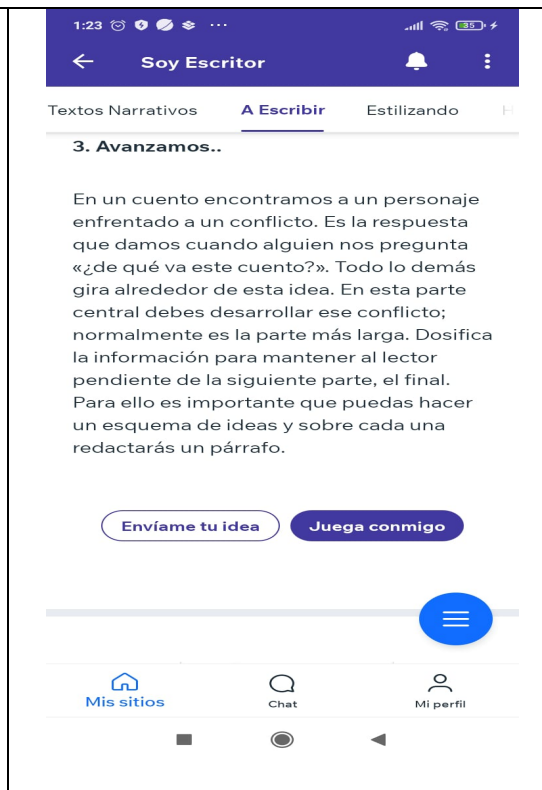 1:23
35
Soy Escritor
Textos Narrativos A Escribir Estilizando H
3. Avanzamos..
En un cuento encontramos a un personaje
enfrentado a un conflicto. Es la respuesta
que damos cuando alguien nos pregunta
«¿de qué va este cuento?». Todo lo demás
gira alrededor de esta idea. En esta parte
central debes desarrollar ese conflicto;
normalmente es la parte más larga. Dosifica
la información para mantener al lector
pendiente de la siguiente parte, el final.
Para ello es importante que puedas hacer
un esquema de ideas y sobre cada una
redactarás un párrafo.
Envíame tu idea Juega conmigo
Mis sitios Chat Mi perfil